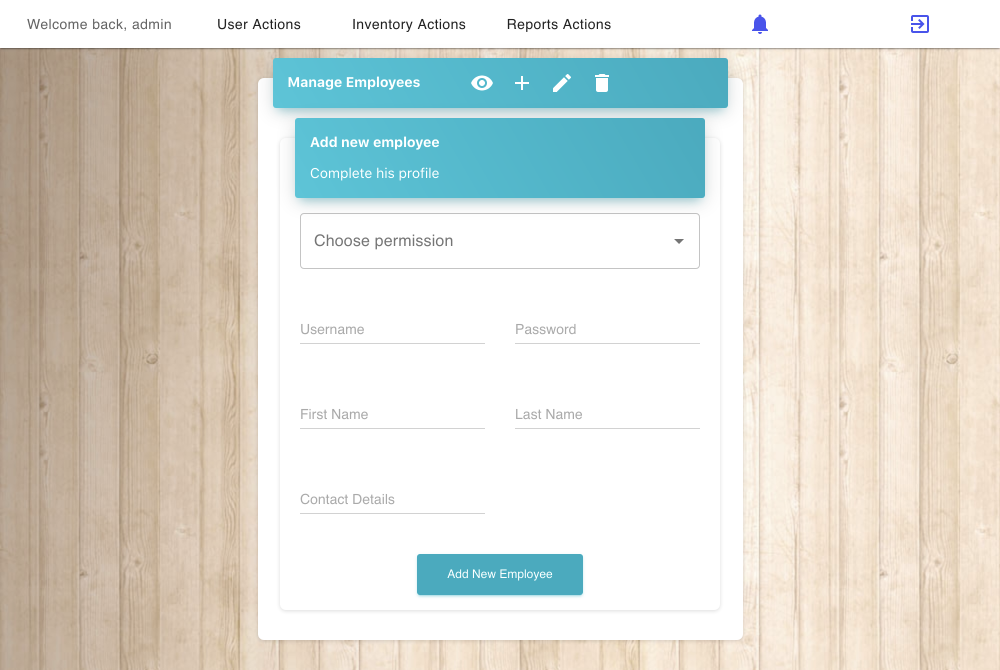 Welcome back, admin User Actions Inventory Actions Reports Actions
Manage Employees
Add new employee
Complete his profile
Choose permission
Username Password
First Name Last Name
Contact Details
Add New Employee